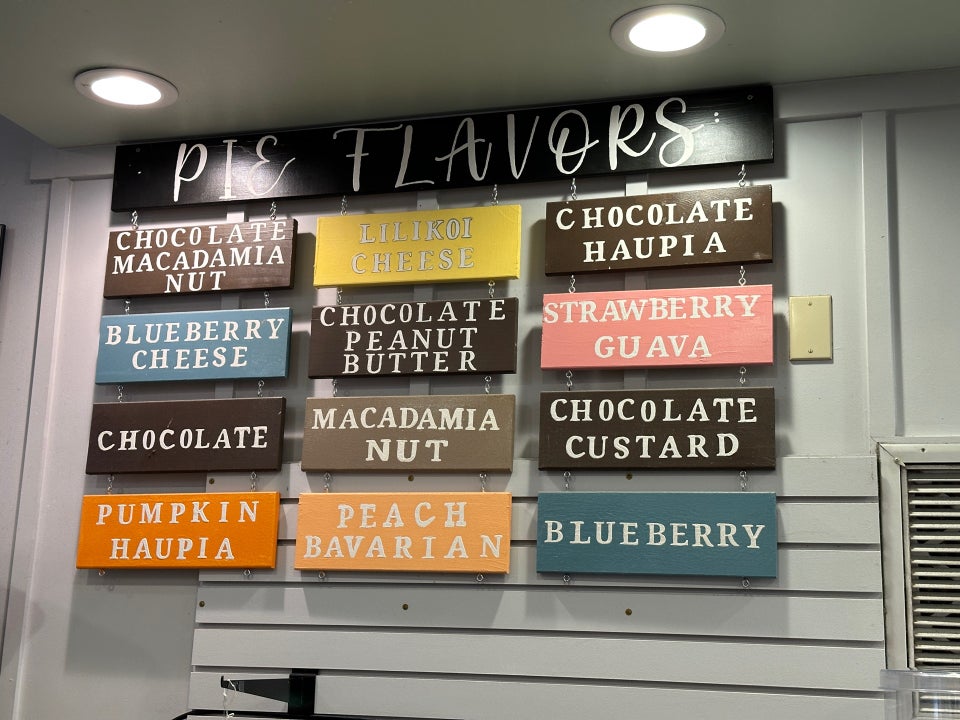 PIE FLAVORS:
CHOCOLATE
MACADAMIA
NUT
LILIKOI
CHEESE
CHOCOLATE
HAUPIA
BLUEBERRY
CHEESE
CHOCOLATE
PEANUT
BUTTER
STRAWBERRY
GUAVA
CHOCOLATE
MACADAMIA
NUT
CHOCOLATE
CUSTARD
PUMPKIN
HAUPIA
PEACH
BAVARIAN
BLUEBERRY